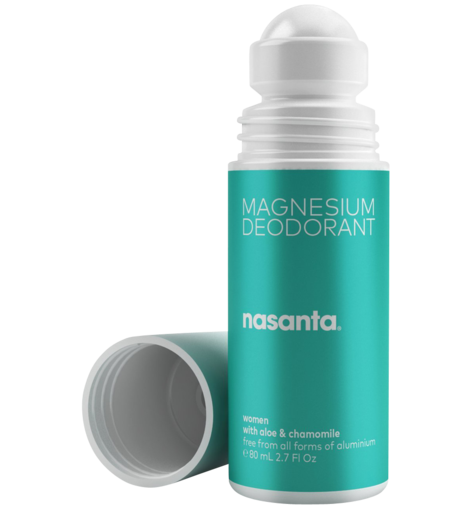 MAGNESIUM
DEODORANT
nasanta®
women
with aloe & chamomile
free from all forms of aluminium
℮ 80 mL 2.7 Fl Oz